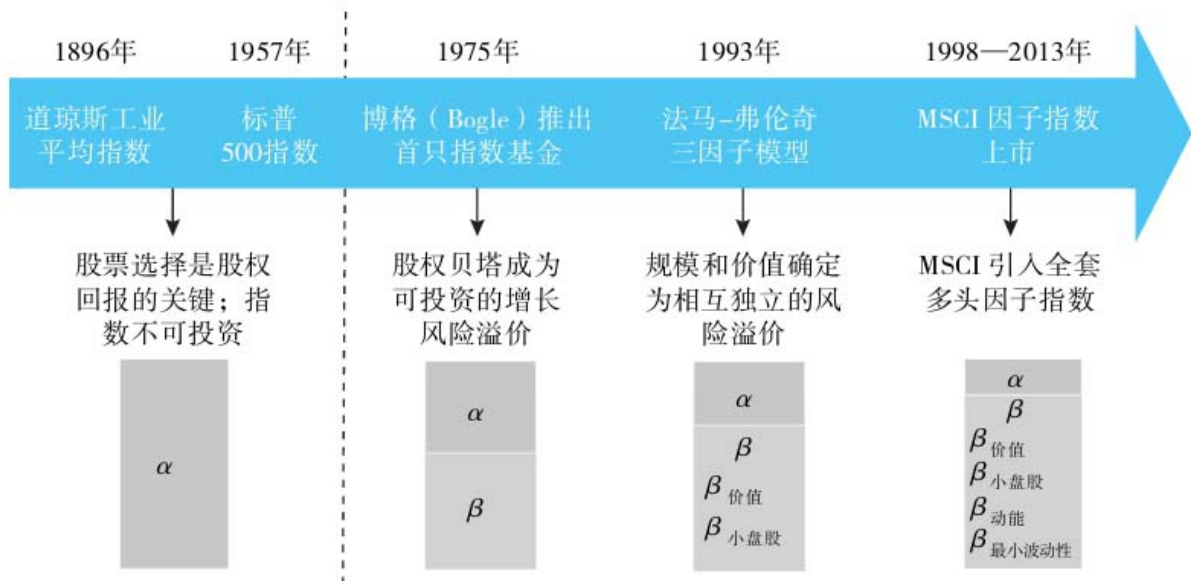 1896年
1957年
1975年
1993年
1998—2013年
道琼斯工业
平均指数
标普
500指数
博格（Bogle）推出
首只指数基金
法马–弗伦奇
三因子模型
MSCI 因子指数
上市
股票选择是股权
回报的关键；指
数不可投资
股权贝塔成为
可投资的增长
风险溢价
规模和价值确定
为相互独立的风
险溢价
MSCI 引入全套
多头因子指数
α
α
β
α
β
β价值
β小盘股
α
β
β价值
β小盘股
β动能
β最小波动性